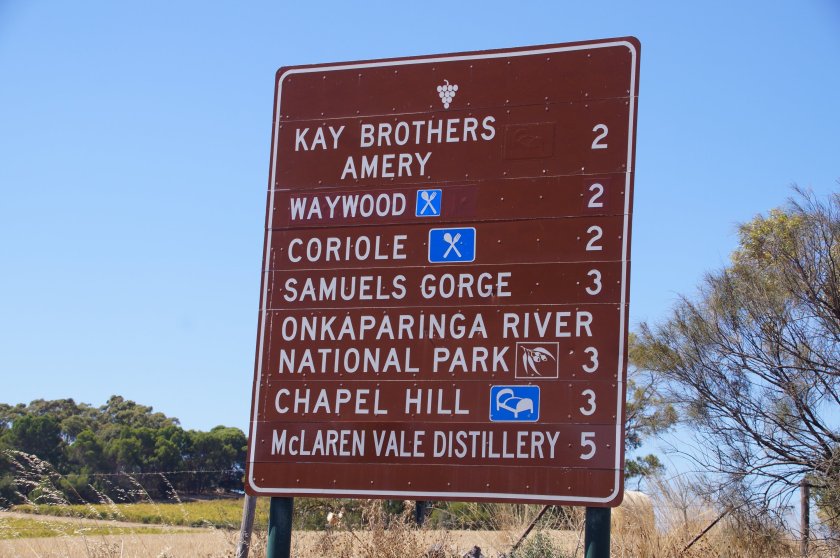 KAY BROTHERS
AMERY 2
WAYWOOD 2
CORIOLE 2
SAMUELS GORGE 3
ONKAPARINGA RIVER
NATIONAL PARK 3
CHAPEL HILL 3
McLAREN VALE DISTILLERY 5